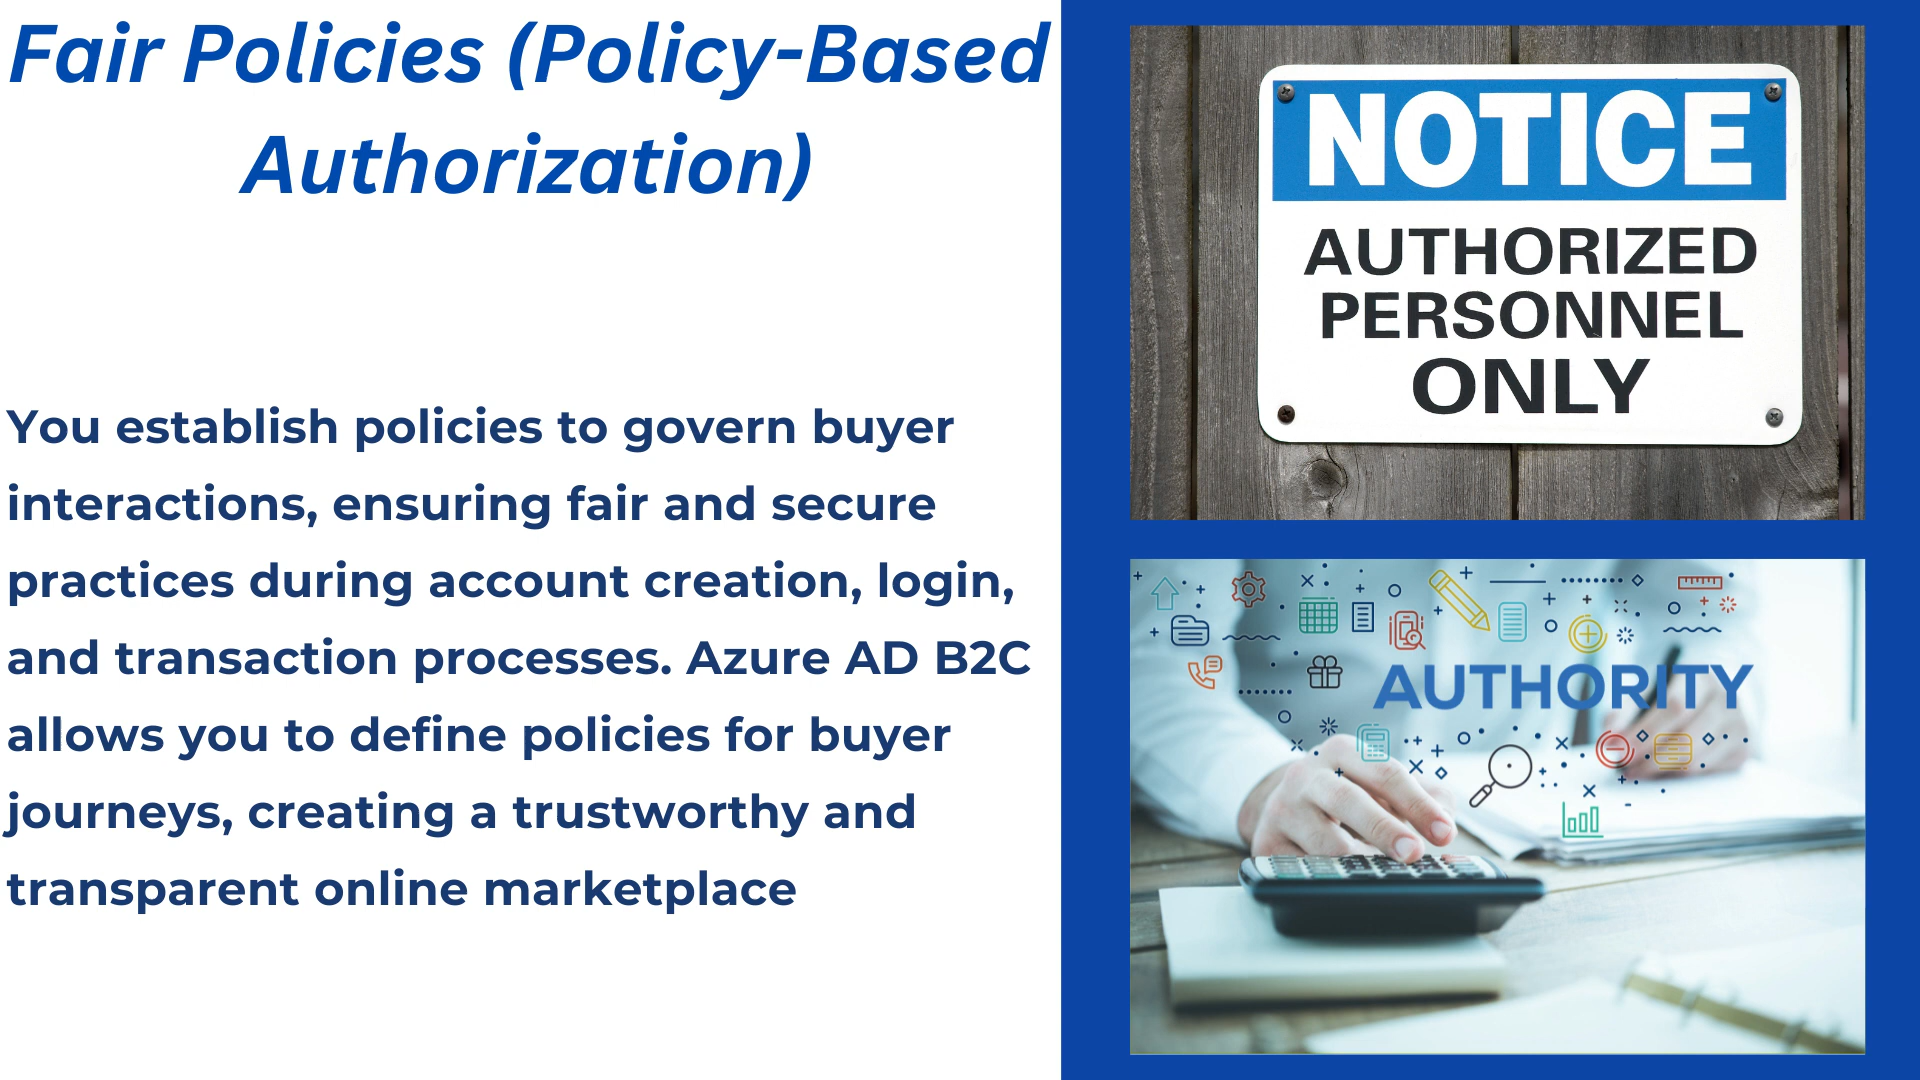 Fair Policies (Policy-Based
Authorization)
You establish policies to govern buyer
interactions, ensuring fair and secure
practices during account creation, login,
and transaction processes. Azure AD B2C
allows you to define policies for buyer
journeys, creating a trustworthy and
transparent online marketplace
NOTICE
AUTHORIZED
PERSONNEL
ONLY
AUTHORITY